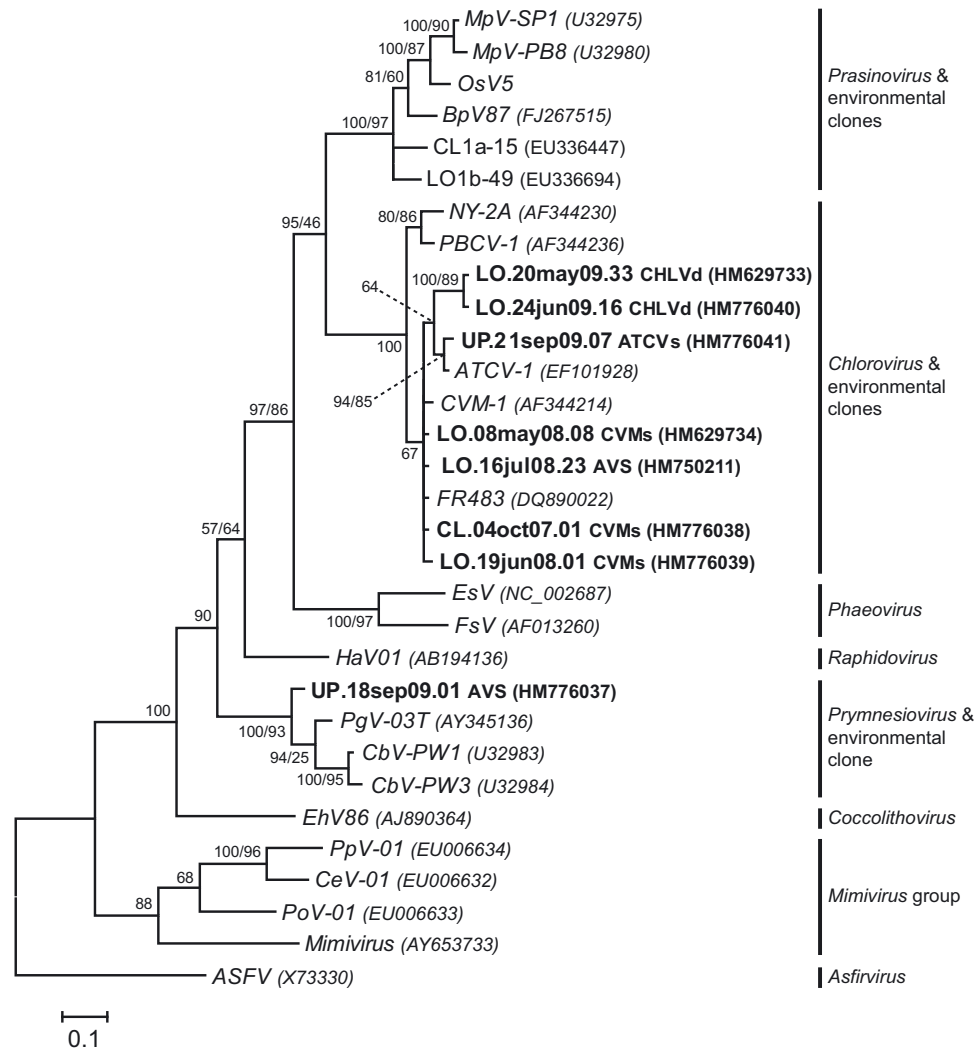 MpV-SP1 (U32975)
100/90
MpV-PB8 (U32980)
100/87
OsV5
81/60
BpV87 (FJ267515)
100/97
CL1a-15 (EU336447)
LO1b-49 (EU336694)
Prasinovirus &
environmental
clones
95/46
NY-2A (AF344230)
80/86
PBCV-1 (AF344236)
LO.20may09.33 CHLVd (HM629733)
100/89
64
LO.24jun09.16 CHLVd (HM776040)
100
UP.21sep09.07 ATCVs (HM776041)
ATCV-1 (EF101928)
94/85
CVM-1 (AF344214)
LO.08may08.08 CVMs (HM629734)
67
LO.16jul08.23 AVS (HM750211)
FR483 (DQ890022)
CL.04oct07.01 CVMs (HM776038)
LO.19jun08.01 CVMs (HM776039)
Chlorovirus &
environmental
clones
97/86
EsV (NC_002687)
100/97
FsV (AF013260)
Phaeovirus
57/64
HaV01 (AB194136)
Raphidovirus
90
UP.18sep09.01 AVS (HM776037)
100/93
PgV-03T (AY345136)
94/25
CbV-PW1 (U32983)
100/95
CbV-PW3 (U32984)
Prymnesiovirus &
environmental
clone
100
EhV86 (AJ890364)
Coccolithovirus
PpV-01 (EU006634)
100/96
CeV-01 (EU006632)
68
PoV-01 (EU006633)
88
Mimivirus (AY653733)
Mimivirus group
ASFV (X73330)
Asfirvirus
0.1